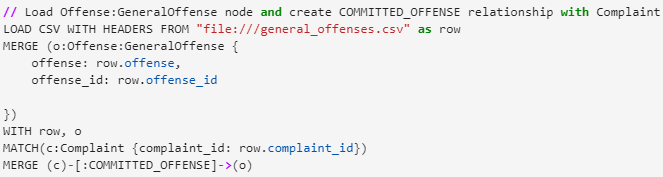 // Load Offense:GeneralOffense node and create COMMITTED_OFFENSE relationship with Complaint
LOAD CSV WITH HEADERS FROM "file:///general_offenses.csv" as row
MERGE (o:Offense:GeneralOffense {
    offense: row.offense,
    offense_id: row.offense_id

})
WITH row, o
MATCH(c:Complaint {complaint_id: row.complaint_id})
MERGE (c)-[:COMMITTED_OFFENSE]->(o)